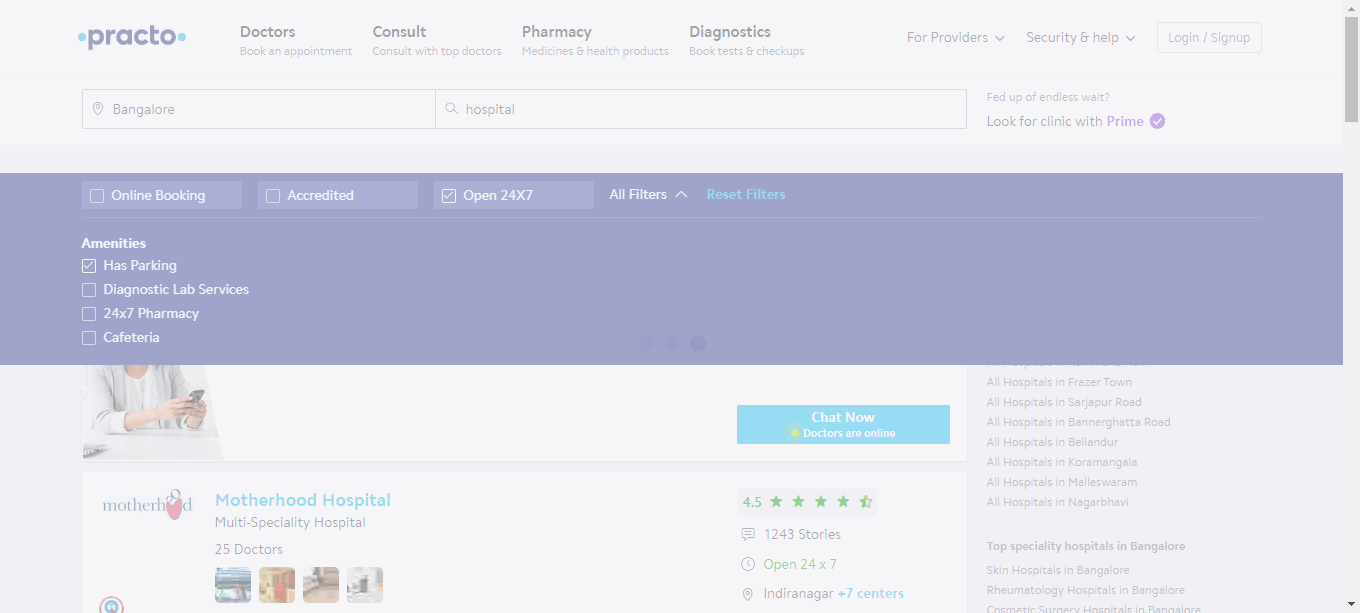 practo
Doctors
Book an appointment
Consult
Consult with top doctors
Pharmacy
Medicines & health products
Diagnostics
Book tests & checkups
For Providers
Security & help
Login / Signup
Bangalore
hospital
Fed up of endless wait?
Look for clinic with Prime
Online Booking
Accredited
Open 24X7
All Filters
Reset Filters
Amenities
Has Parking
Diagnostic Lab Services
24x7 Pharmacy
Cafeteria
Chat Now
Doctors are online
motherhood
Motherhood Hospital
Multi-Speciality Hospital
25 Doctors
4.5
1243 Stories
Open 24 x 7
Indiranagar +7 centers
All Hospitals in Frazer Town
All Hospitals in Sarjapur Road
All Hospitals in Bannerghatta Road
All Hospitals in Bellandur
All Hospitals in Koramangala
All Hospitals in Malleswaram
All Hospitals in Nagarbhavi
Top speciality hospitals in Bangalore
Skin Hospitals in Bangalore
Rheumatology Hospitals in Bangalore
Cosmetic Surgery Hospitals in Bangalore